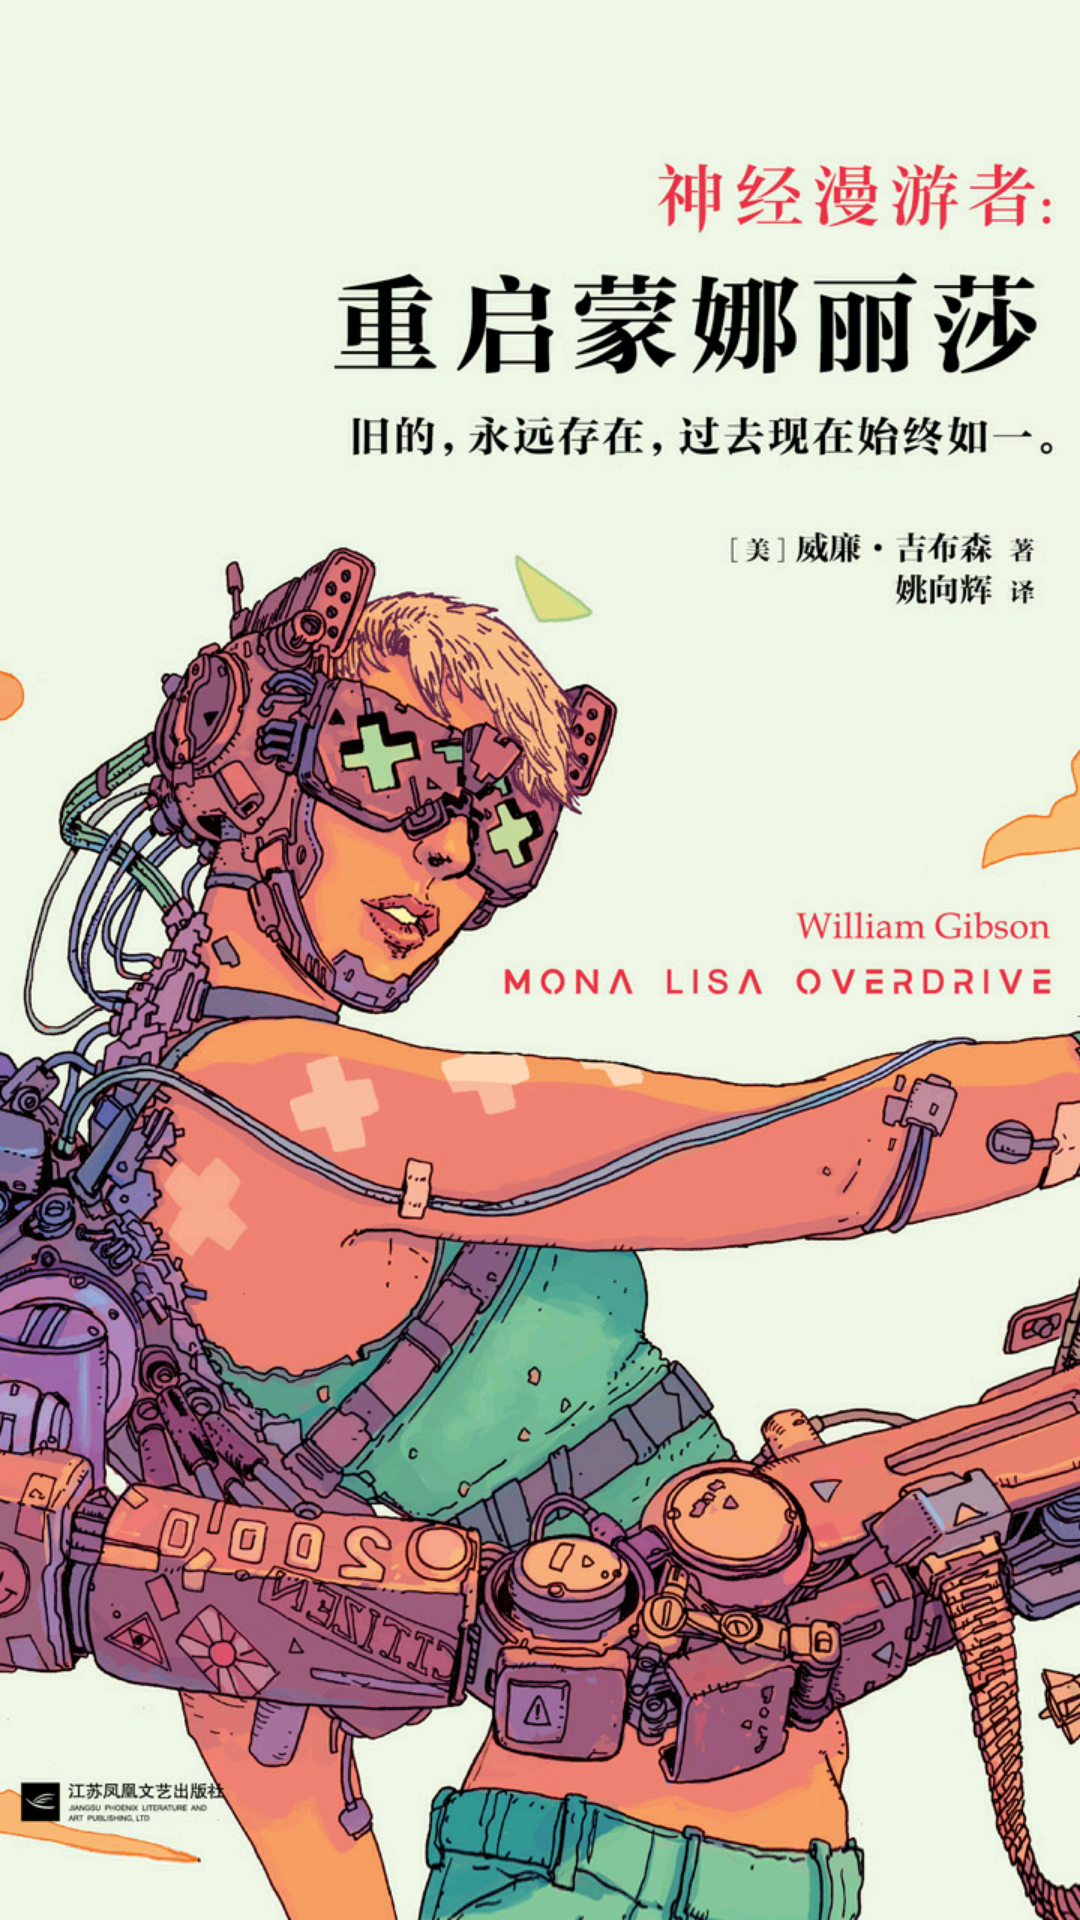 神经漫游者:
重启蒙娜丽莎
旧的,永远存在,过去现在始终如一。
[美]威廉·吉布森 著
姚向辉 译
William Gibson
MONA LISA OVERDRIVE
2000
CITIZEN
江苏凤凰文艺出版社
JIANGSU PHOENIX LITERATURE AND
ART PUBLISHING, LTD